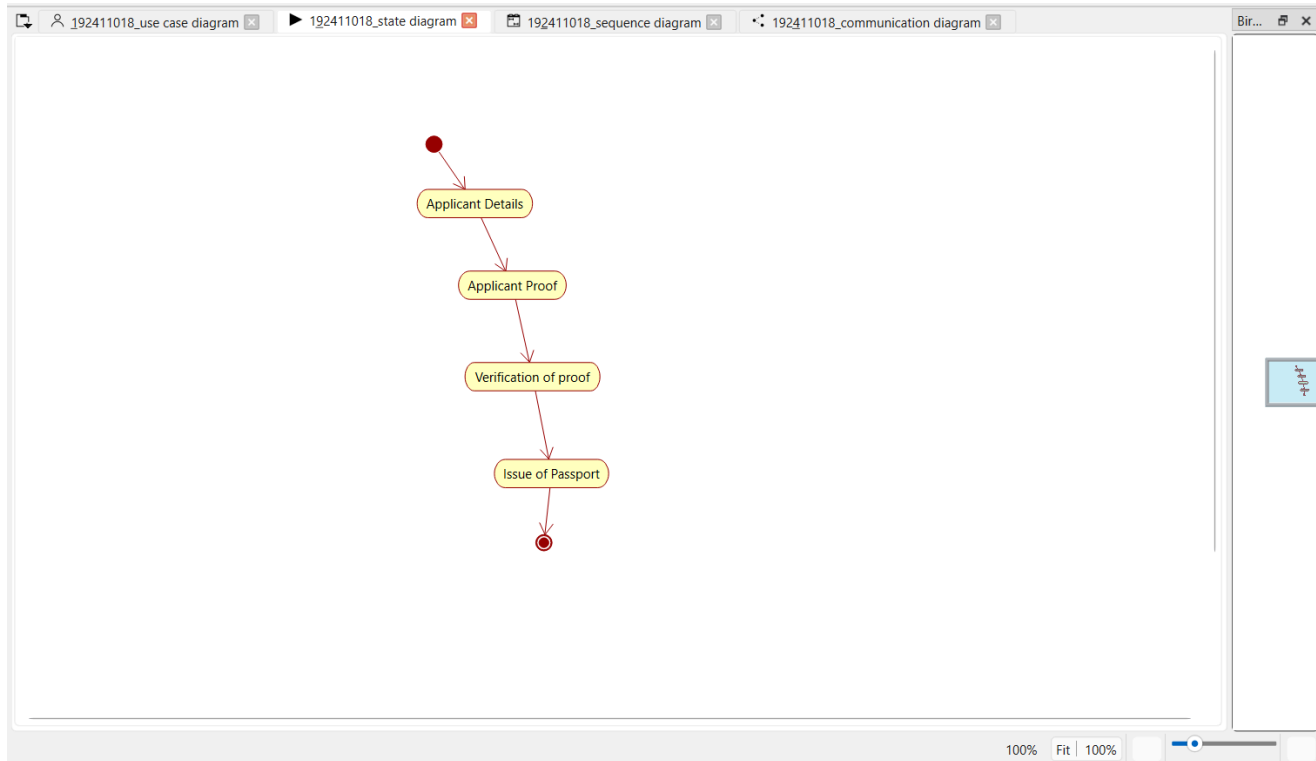 192411018_use case diagram
192411018_state diagram
192411018_sequence diagram
192411018_communication diagram
Bir...
Applicant Details
Applicant Proof
Verification of proof
Issue of Passport
100% Fit 100%